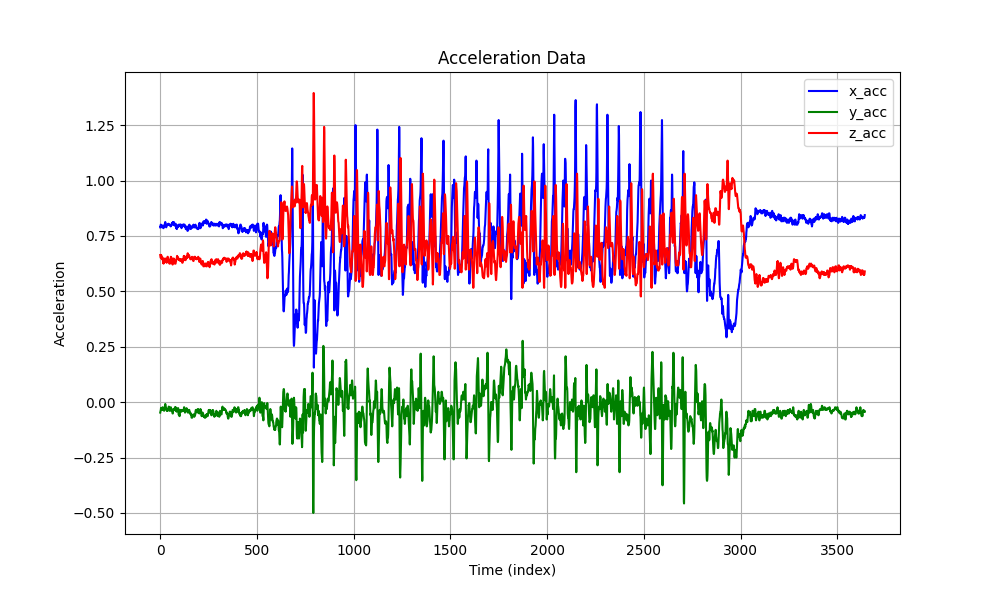 Acceleration Data
x_acc
y_acc
z_acc
1.25
1.00
0.75
0.50
0.25
0.00
−0.25
−0.50
Acceleration
0 500 1000 1500 2000 2500 3000 3500
Time (index)